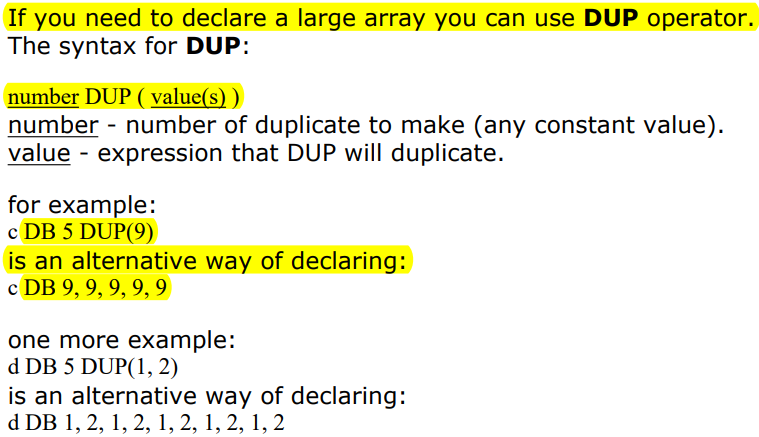 If you need to declare a large array you can use DUP operator.
The syntax for DUP:
number DUP ( value(s) )
number - number of duplicate to make (any constant value).
value - expression that DUP will duplicate.
for example:
c DB 5 DUP(9)
is an alternative way of declaring:
c DB 9, 9, 9, 9, 9
one more example:
d DB 5 DUP(1, 2)
is an alternative way of declaring:
d DB 1, 2, 1, 2, 1, 2, 1, 2, 1, 2